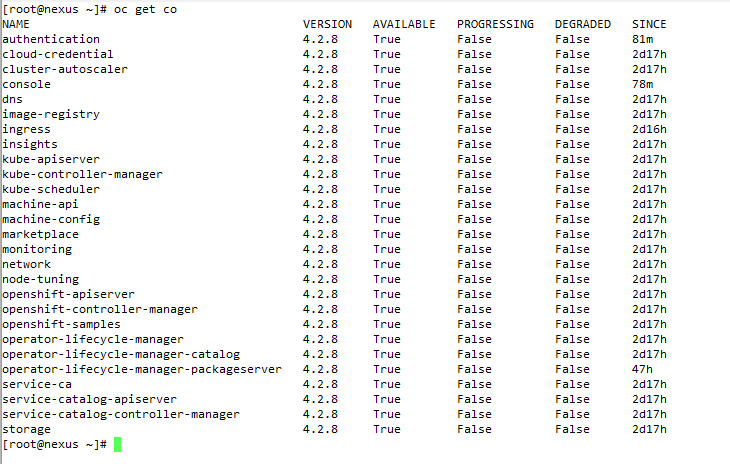 [root@nexus ~]# oc get co
NAME VERSION AVAILABLE PROGRESSING DEGRADED SINCE
authentication 4.2.8 True False False 81m
cloud-credential 4.2.8 True False False 2d17h
cluster-autoscaler 4.2.8 True False False 2d17h
console 4.2.8 True False False 78m
dns 4.2.8 True False False 2d17h
image-registry 4.2.8 True False False 2d17h
ingress 4.2.8 True False False 2d16h
insights 4.2.8 True False False 2d17h
kube-apiserver 4.2.8 True False False 2d17h
kube-controller-manager 4.2.8 True False False 2d17h
kube-scheduler 4.2.8 True False False 2d17h
machine-api 4.2.8 True False False 2d17h
machine-config 4.2.8 True False False 2d17h
marketplace 4.2.8 True False False 2d17h
monitoring 4.2.8 True False False 2d17h
network 4.2.8 True False False 2d17h
node-tuning 4.2.8 True False False 2d17h
openshift-apiserver 4.2.8 True False False 2d17h
openshift-controller-manager 4.2.8 True False False 2d17h
openshift-samples 4.2.8 True False False 2d17h
operator-lifecycle-manager 4.2.8 True False False 2d17h
operator-lifecycle-manager-catalog 4.2.8 True False False 2d17h
operator-lifecycle-manager-packageserver 4.2.8 True False False 47h
service-ca 4.2.8 True False False 2d17h
service-catalog-apiserver 4.2.8 True False False 2d17h
service-catalog-controller-manager 4.2.8 True False False 2d17h
storage 4.2.8 True False False 2d17h
[root@nexus ~]#